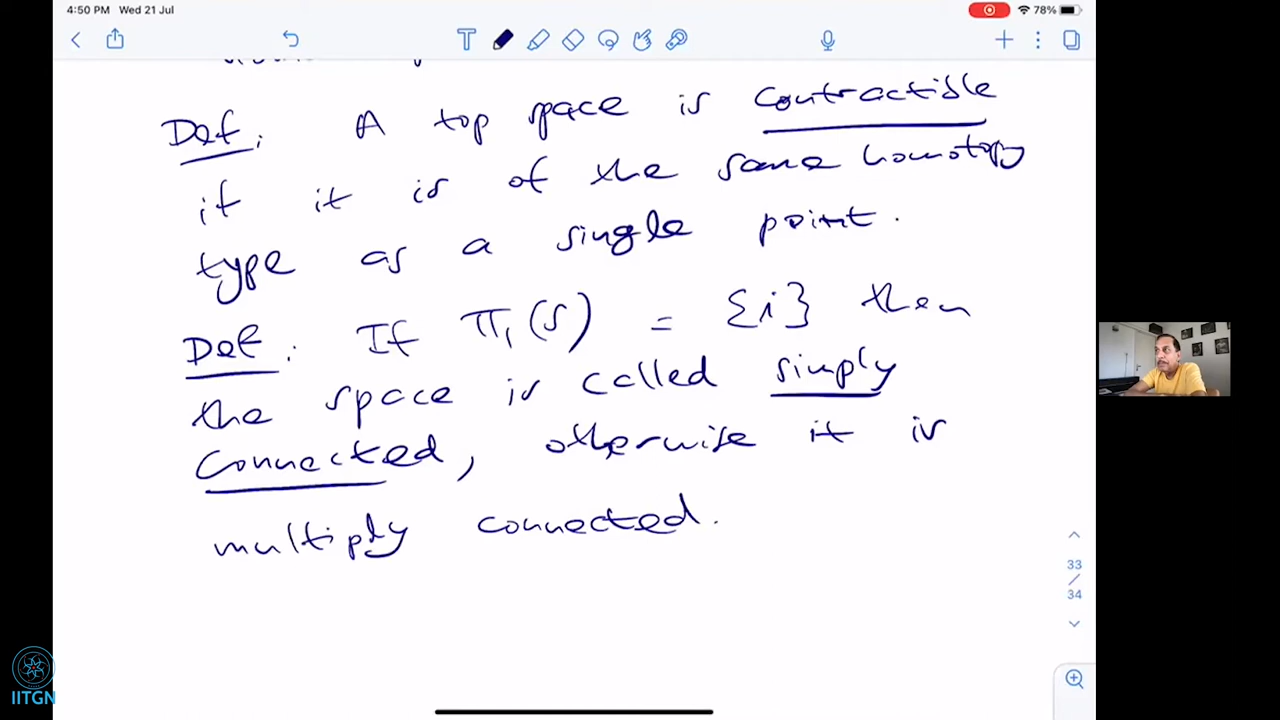 4:50 PM Wed 21 Jul
78%
Def: A top space is contractible
if it is of the same homotopy
type as a single point.
Def: If π₁(S) = {i} then
the space is called simply
connected, otherwise it is
multiply connected.
33
/
34
IITGN